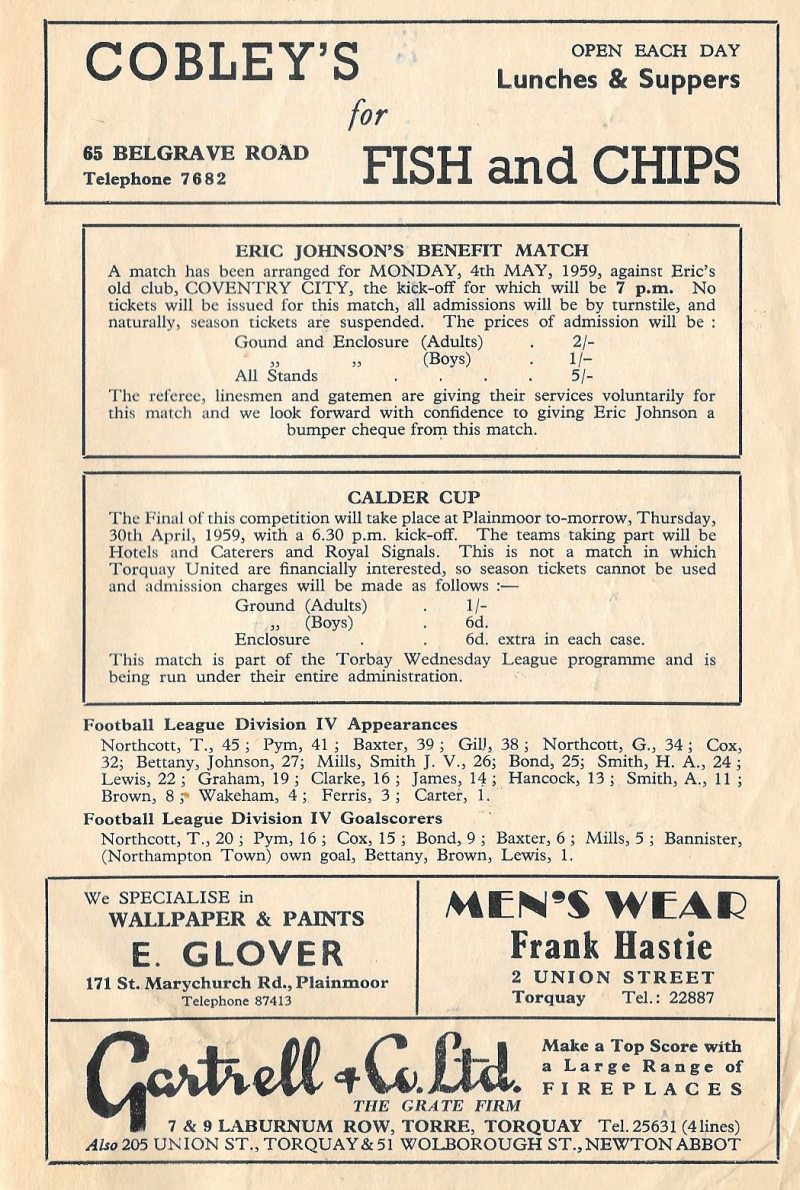 COBLEY'S
OPEN EACH DAY
Lunches & Suppers
for
65 BELGRAVE ROAD
Telephone 7682
FISH and CHIPS
ERIC JOHNSON'S BENEFIT MATCH
A match has been arranged for MONDAY, 4th MAY, 1959, against Eric's
old club, COVENTRY CITY, the kick-off for which will be 7 p.m. No
tickets will be issued for this match, all admissions will be by turnstile, and
naturally, season tickets are suspended. The prices of admission will be :
Gound and Enclosure (Adults) . 2/-
„ „ (Boys) . 1/-
All Stands . . . . 5/-
The referee, linesmen and gatemen are giving their services voluntarily for
this match and we look forward with confidence to giving Eric Johnson a
bumper cheque from this match.
CALDER CUP
The Final of this competition will take place at Plainmoor to-morrow, Thursday,
30th April, 1959, with a 6.30 p.m. kick-off. The teams taking part will be
Hotels and Caterers and Royal Signals. This is not a match in which
Torquay United are financially interested, so season tickets cannot be used
and admission charges will be made as follows :—
Ground (Adults) . 1/-
„ (Boys) . 6d.
Enclosure . . 6d. extra in each case.
This match is part of the Torbay Wednesday League programme and is
being run under their entire administration.
Football League Division IV Appearances
Northcott, T., 45 ; Pym, 41 ; Baxter, 39 ; Gill, 38 ; Northcott, G., 34 ; Cox,
32; Bettany, Johnson, 27; Mills, Smith J. V., 26; Bond, 25; Smith, H. A., 24 ;
Lewis, 22 ; Graham, 19 ; Clarke, 16 ; James, 14 ; Hancock, 13 ; Smith, A., 11 ;
Brown, 8 ; Wakeham, 4 ; Ferris, 3 ; Carter, 1.
Football League Division IV Goalscorers
Northcott, T., 20 ; Pym, 16 ; Cox, 15 ; Bond, 9 ; Baxter, 6 ; Mills, 5 ; Bannister,
(Northampton Town) own goal, Bettany, Brown, Lewis, 1.
We SPECIALISE in
WALLPAPER & PAINTS
E. GLOVER
171 St. Marychurch Rd., Plainmoor
Telephone 87413
MEN'S WEAR
Frank Hastie
2 UNION STREET
Torquay Tel.: 22887
Gartrell & Co. Ltd.
THE GRATE FIRM
Make a Top Score with
a Large Range of
FIREPLACES
7 & 9 LABURNUM ROW, TORRE, TORQUAY Tel. 25631 (4 lines)
Also 205 UNION ST., TORQUAY & 51 WOLBOROUGH ST., NEWTON ABBOT